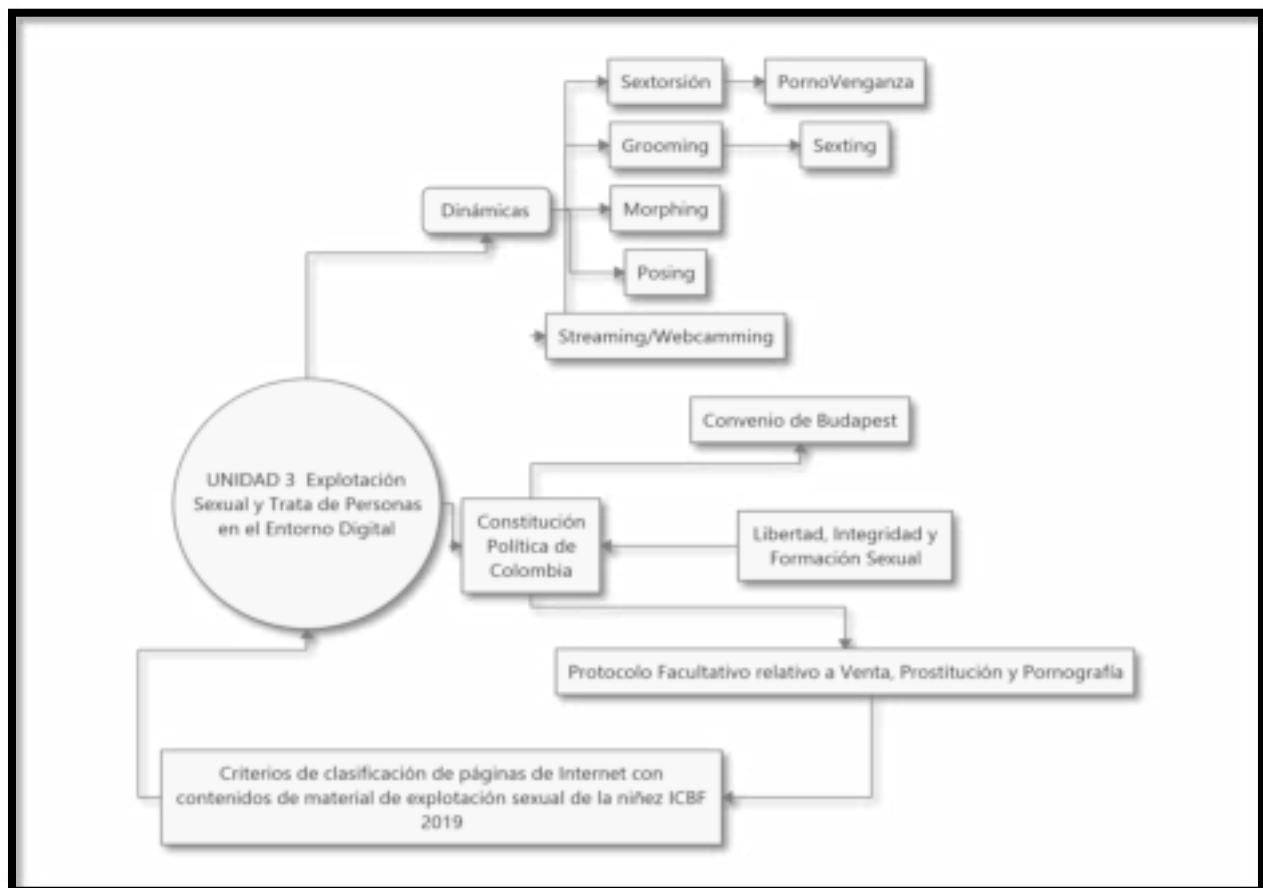 Sextorsión
PornoVenganza
Grooming
Sexting
Dinámicas
Morphing
Posing
Streaming/Webcamming
Convenio de Budapest
UNIDAD 3 Explotación
Sexual y Trata de Personas
en el Entorno Digital
Constitución
Política de
Colombia
Libertad, Integridad y
Formación Sexual
Protocolo Facultativo relativo a Venta, Prostitución y Pornografía
Criterios de clasificación de páginas de Internet con
contenidos de material de explotación sexual de la niñez ICBF
2019